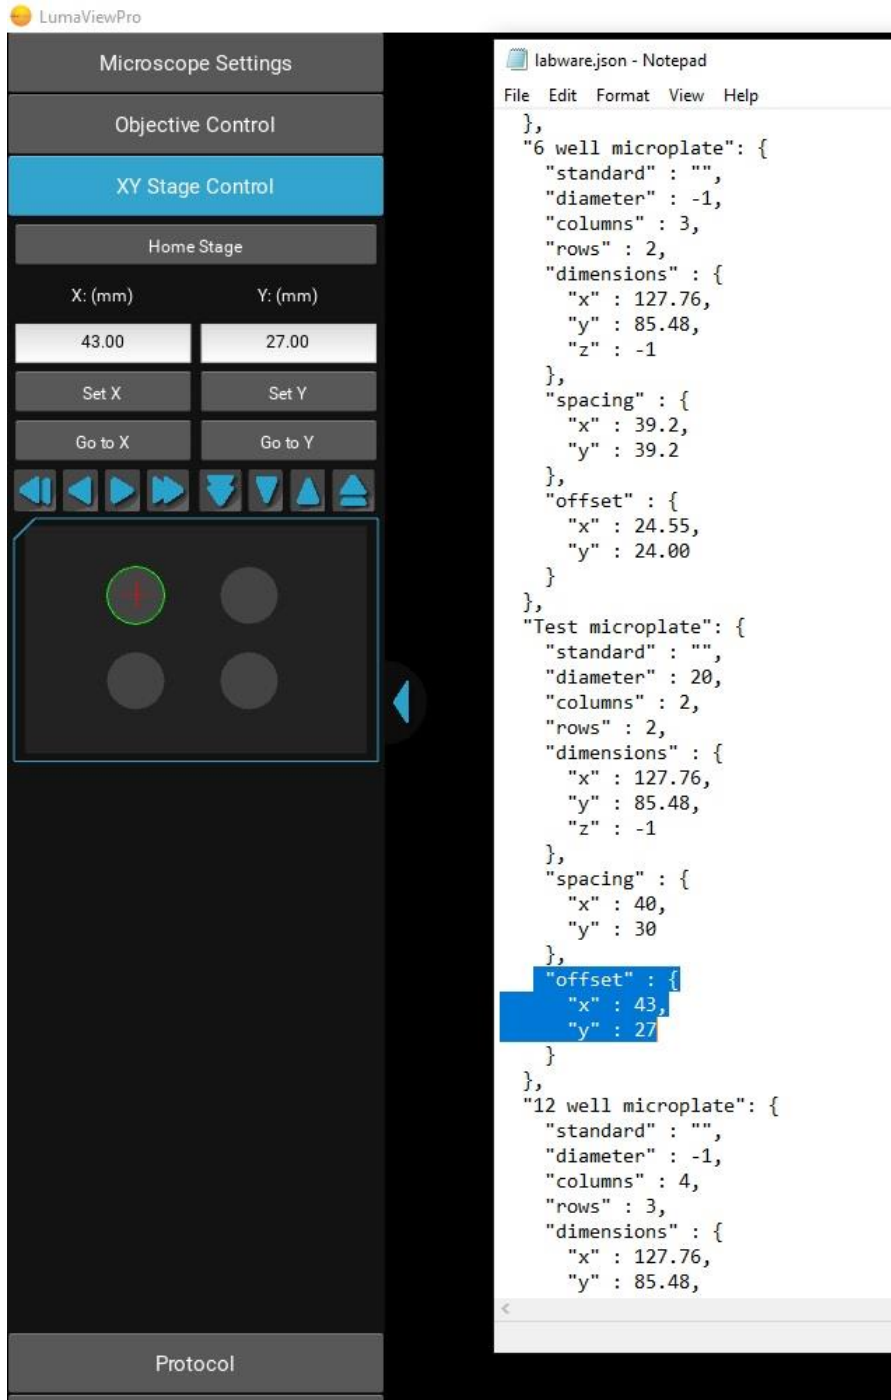 LumaViewPro
Microscope Settings
Objective Control
XY Stage Control
Home Stage
X: (mm) Y: (mm)
43.00 27.00
Set X Set Y
Go to X Go to Y
Protocol
labware.json - Notepad
File Edit Format View Help
},
"6 well microplate": {
"standard" : "",
"diameter" : -1,
"columns" : 3,
"rows" : 2,
"dimensions" : {
"x" : 127.76,
"y" : 85.48,
"z" : -1
},
"spacing" : {
"x" : 39.2,
"y" : 39.2
},
"offset" : {
"x" : 24.55,
"y" : 24.00
}
},
"Test microplate": {
"standard" : "",
"diameter" : 20,
"columns" : 2,
"rows" : 2,
"dimensions" : {
"x" : 127.76,
"y" : 85.48,
"z" : -1
},
"spacing" : {
"x" : 40,
"y" : 30
},
"offset" : {
"x" : 43,
"y" : 27
}
},
"12 well microplate": {
"standard" : "",
"diameter" : -1,
"columns" : 4,
"rows" : 3,
"dimensions" : {
"x" : 127.76,
"y" : 85.48,